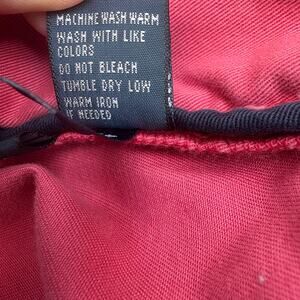 MACHINE WASH WARM
WASH WITH LIKE
COLORS
DO NOT BLEACH
TUMBLE DRY LOW
WARM IRON
IF NEEDED